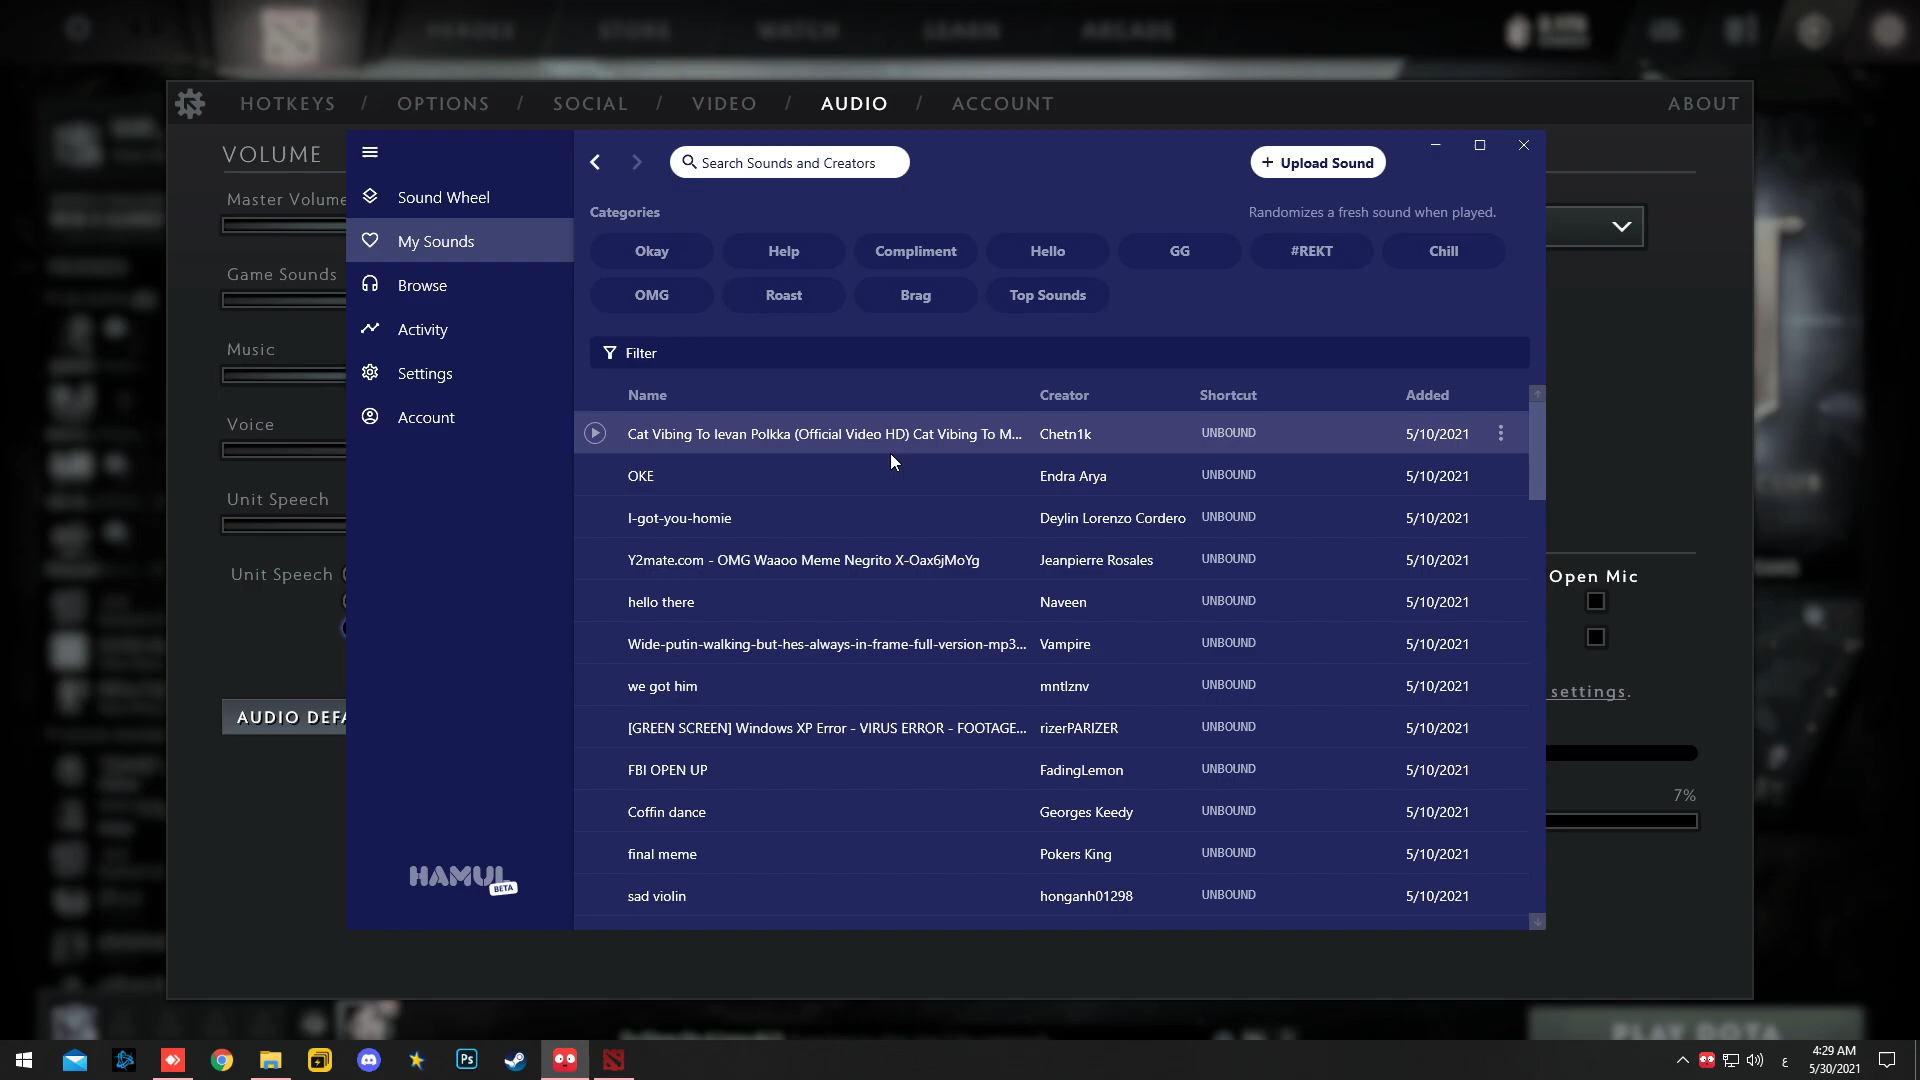 HEROES STORE WATCH LEARN ARCADE
HOTKEYS / OPTIONS / SOCIAL / VIDEO / AUDIO / ACCOUNT ABOUT
VOLUME
Master Volume
Game Sounds
Music
Voice
Unit Speech
Unit Speech
AUDIO DEFA
Sound Wheel
My Sounds
Browse
Activity
Settings
Account
HAMUL
BETA
Search Sounds and Creators
+ Upload Sound
Categories Randomizes a fresh sound when played.
Okay Help Compliment Hello GG #REKT Chill
OMG Roast Brag Top Sounds
Filter
Name Creator Shortcut Added
Cat Vibing To Ievan Polkka (Official Video HD) Cat Vibing To M... Chetn1k UNBOUND 5/10/2021
OKE Endra Arya UNBOUND 5/10/2021
I-got-you-homie Deylin Lorenzo Cordero UNBOUND 5/10/2021
Y2mate.com - OMG Waaoo Meme Negrito X-Oax6jMoYg Jeanpierre Rosales UNBOUND 5/10/2021
hello there Naveen UNBOUND 5/10/2021
Wide-putin-walking-but-hes-always-in-frame-full-version-mp3... Vampire UNBOUND 5/10/2021
we got him mntlznv UNBOUND 5/10/2021
[GREEN SCREEN] Windows XP Error - VIRUS ERROR - FOOTAGE... rizerPARIZER UNBOUND 5/10/2021
FBI OPEN UP FadingLemon UNBOUND 5/10/2021
Coffin dance Georges Keedy UNBOUND 5/10/2021
final meme Pokers King UNBOUND 5/10/2021
sad violin honganh01298 UNBOUND 5/10/2021
Open Mic
settings.
7%
PLAY DOTA
Ps
ع
4:29 AM
5/30/2021